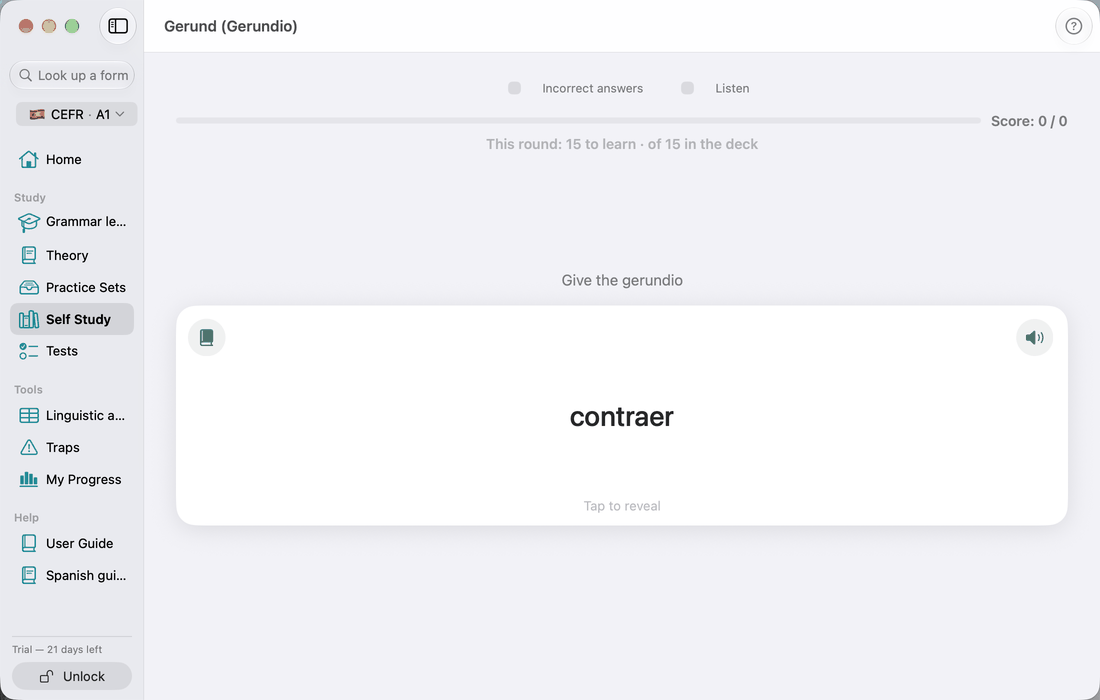 Gerund (Gerundio)
Look up a form
CEFR · A1
Home
Study
Grammar le...
Theory
Practice Sets
Self Study
Tests
Tools
Linguistic a...
Traps
My Progress
Help
User Guide
Spanish gui...
Trial — 21 days left
Unlock
Incorrect answers
Listen
Score: 0 / 0
This round: 15 to learn · of 15 in the deck
Give the gerundio
contraer
Tap to reveal